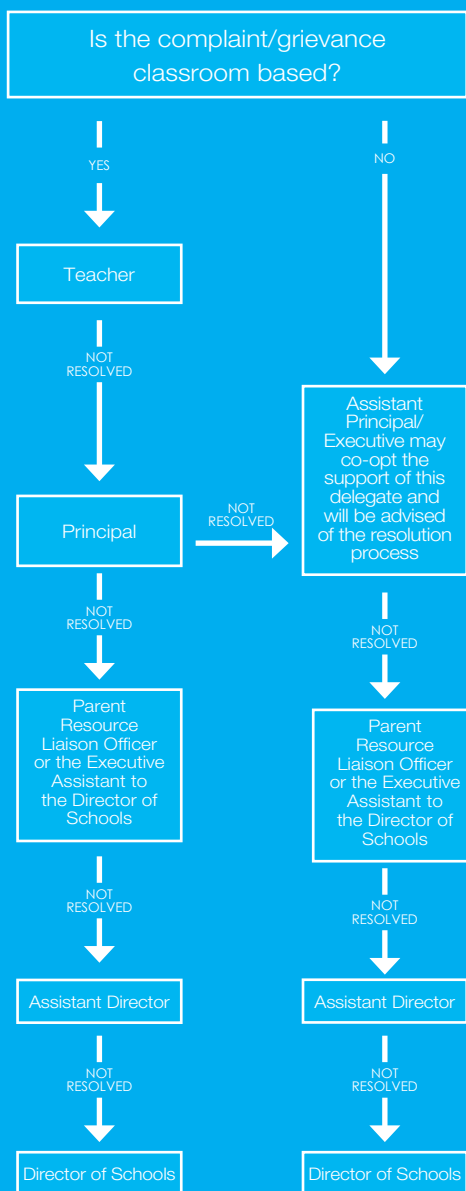 Is the complaint/grievance
classroom based?
YES
NO
Teacher
NOT
RESOLVED
Assistant
Principal/
Executive may
co-opt the
support of this
delegate and
will be advised
of the resolution
process
Principal
NOT
RESOLVED
NOT
RESOLVED
NOT
RESOLVED
Parent
Resource
Liaison Officer
or the Executive
Assistant to
the Director of
Schools
Parent
Resource
Liaison Officer
or the Executive
Assistant to
the Director of
Schools
NOT
RESOLVED
NOT
RESOLVED
Assistant Director
Assistant Director
NOT
RESOLVED
NOT
RESOLVED
Director of Schools
Director of Schools